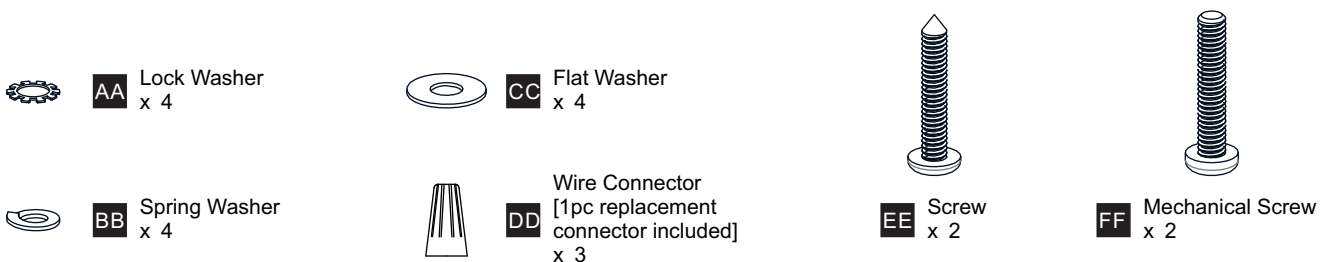 AA
Lock Washer
x 4
BB
Spring Washer
x 4
CC
Flat Washer
x 4
DD
Wire Connector
[1pc replacement
connector included]
x 3
EE
Screw
x 2
FF
Mechanical Screw
x 2